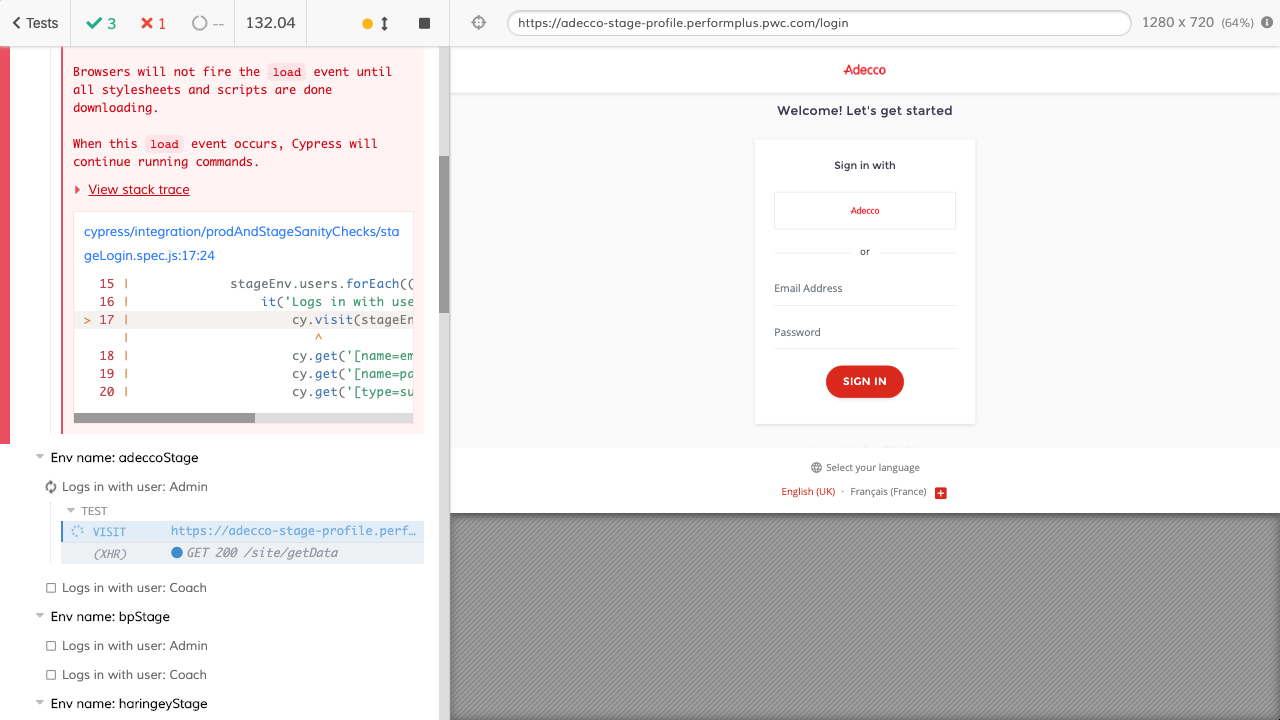 Tests
3
1
--
132.04
https://adecco-stage-profile.performplus.pwc.com/login
1280 x 720 (64%)
Browsers will not fire the load event until
all stylesheets and scripts are done
downloading.
When this load event occurs, Cypress will
continue running commands.
View stack trace
cypress/integration/prodAndStageSanityChecks/sta
geLogin.spec.js:17:24
15 | stageEnv.users.forEach((
16 | it('Logs in with use
> 17 | cy.visit(stageEn
| ^
18 | cy.get('[name=em
19 | cy.get('[name=pa
20 | cy.get('[type=su
Env name: adeccoStage
Logs in with user: Admin
TEST
VISIT https://adecco-stage-profile.perf…
(XHR) GET 200 /site/getData
Logs in with user: Coach
Env name: bpStage
Logs in with user: Admin
Logs in with user: Coach
Env name: haringeyStage
Adecco
Welcome! Let's get started
Sign in with
Adecco
or
Email Address
Password
SIGN IN
Select your language
English (UK) · Français (France)